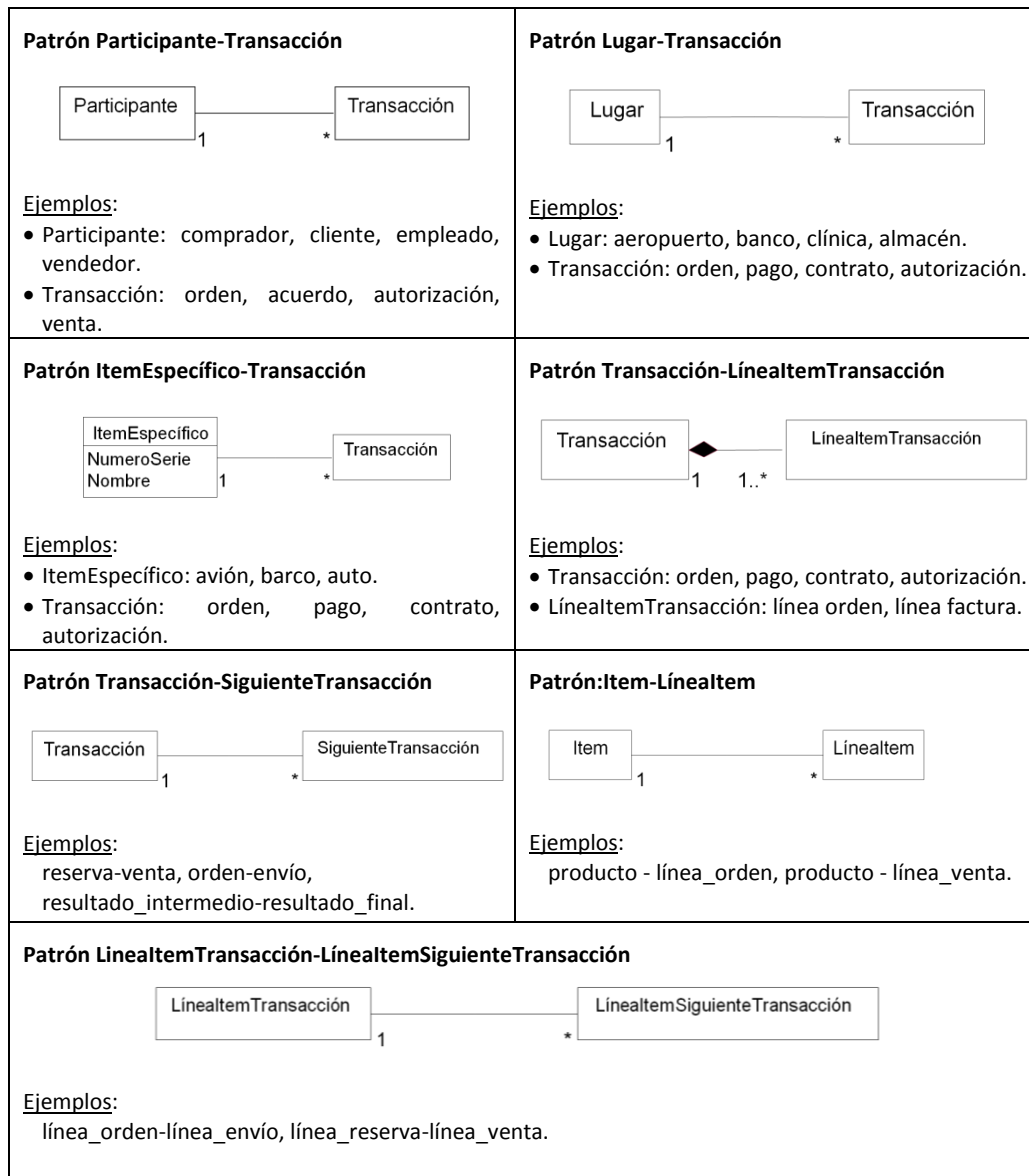 Patrón Participante-Transacción
Participante
Transacción
1
*
Ejemplos:
• Participante: comprador, cliente, empleado,
vendedor.
• Transacción: orden, acuerdo, autorización,
venta.
Patrón Lugar-Transacción
Lugar
Transacción
1
*
Ejemplos:
• Lugar: aeropuerto, banco, clínica, almacén.
• Transacción: orden, pago, contrato, autorización.
Patrón ItemEspecífico-Transacción
ItemEspecífico
NumeroSerie
Nombre
Transacción
1
*
Ejemplos:
• ItemEspecífico: avión, barco, auto.
• Transacción: orden, pago, contrato,
autorización.
Patrón Transacción-LíneaItemTransacción
Transacción
LíneaItemTransacción
1
1..*
Ejemplos:
• Transacción: orden, pago, contrato, autorización.
• LíneaItemTransacción: línea orden, línea factura.
Patrón Transacción-SiguienteTransacción
Transacción
SiguienteTransacción
1
*
Ejemplos:
reserva-venta, orden-envío,
resultado_intermedio-resultado_final.
Patrón:Item-LíneaItem
Item
LíneaItem
1
*
Ejemplos:
producto - línea_orden, producto - línea_venta.
Patrón LineaItemTransacción-LíneaItemSiguienteTransacción
LíneaItemTransacción
LíneaItemSiguienteTransacción
1
*
Ejemplos:
línea_orden-línea_envío, línea_reserva-línea_venta.